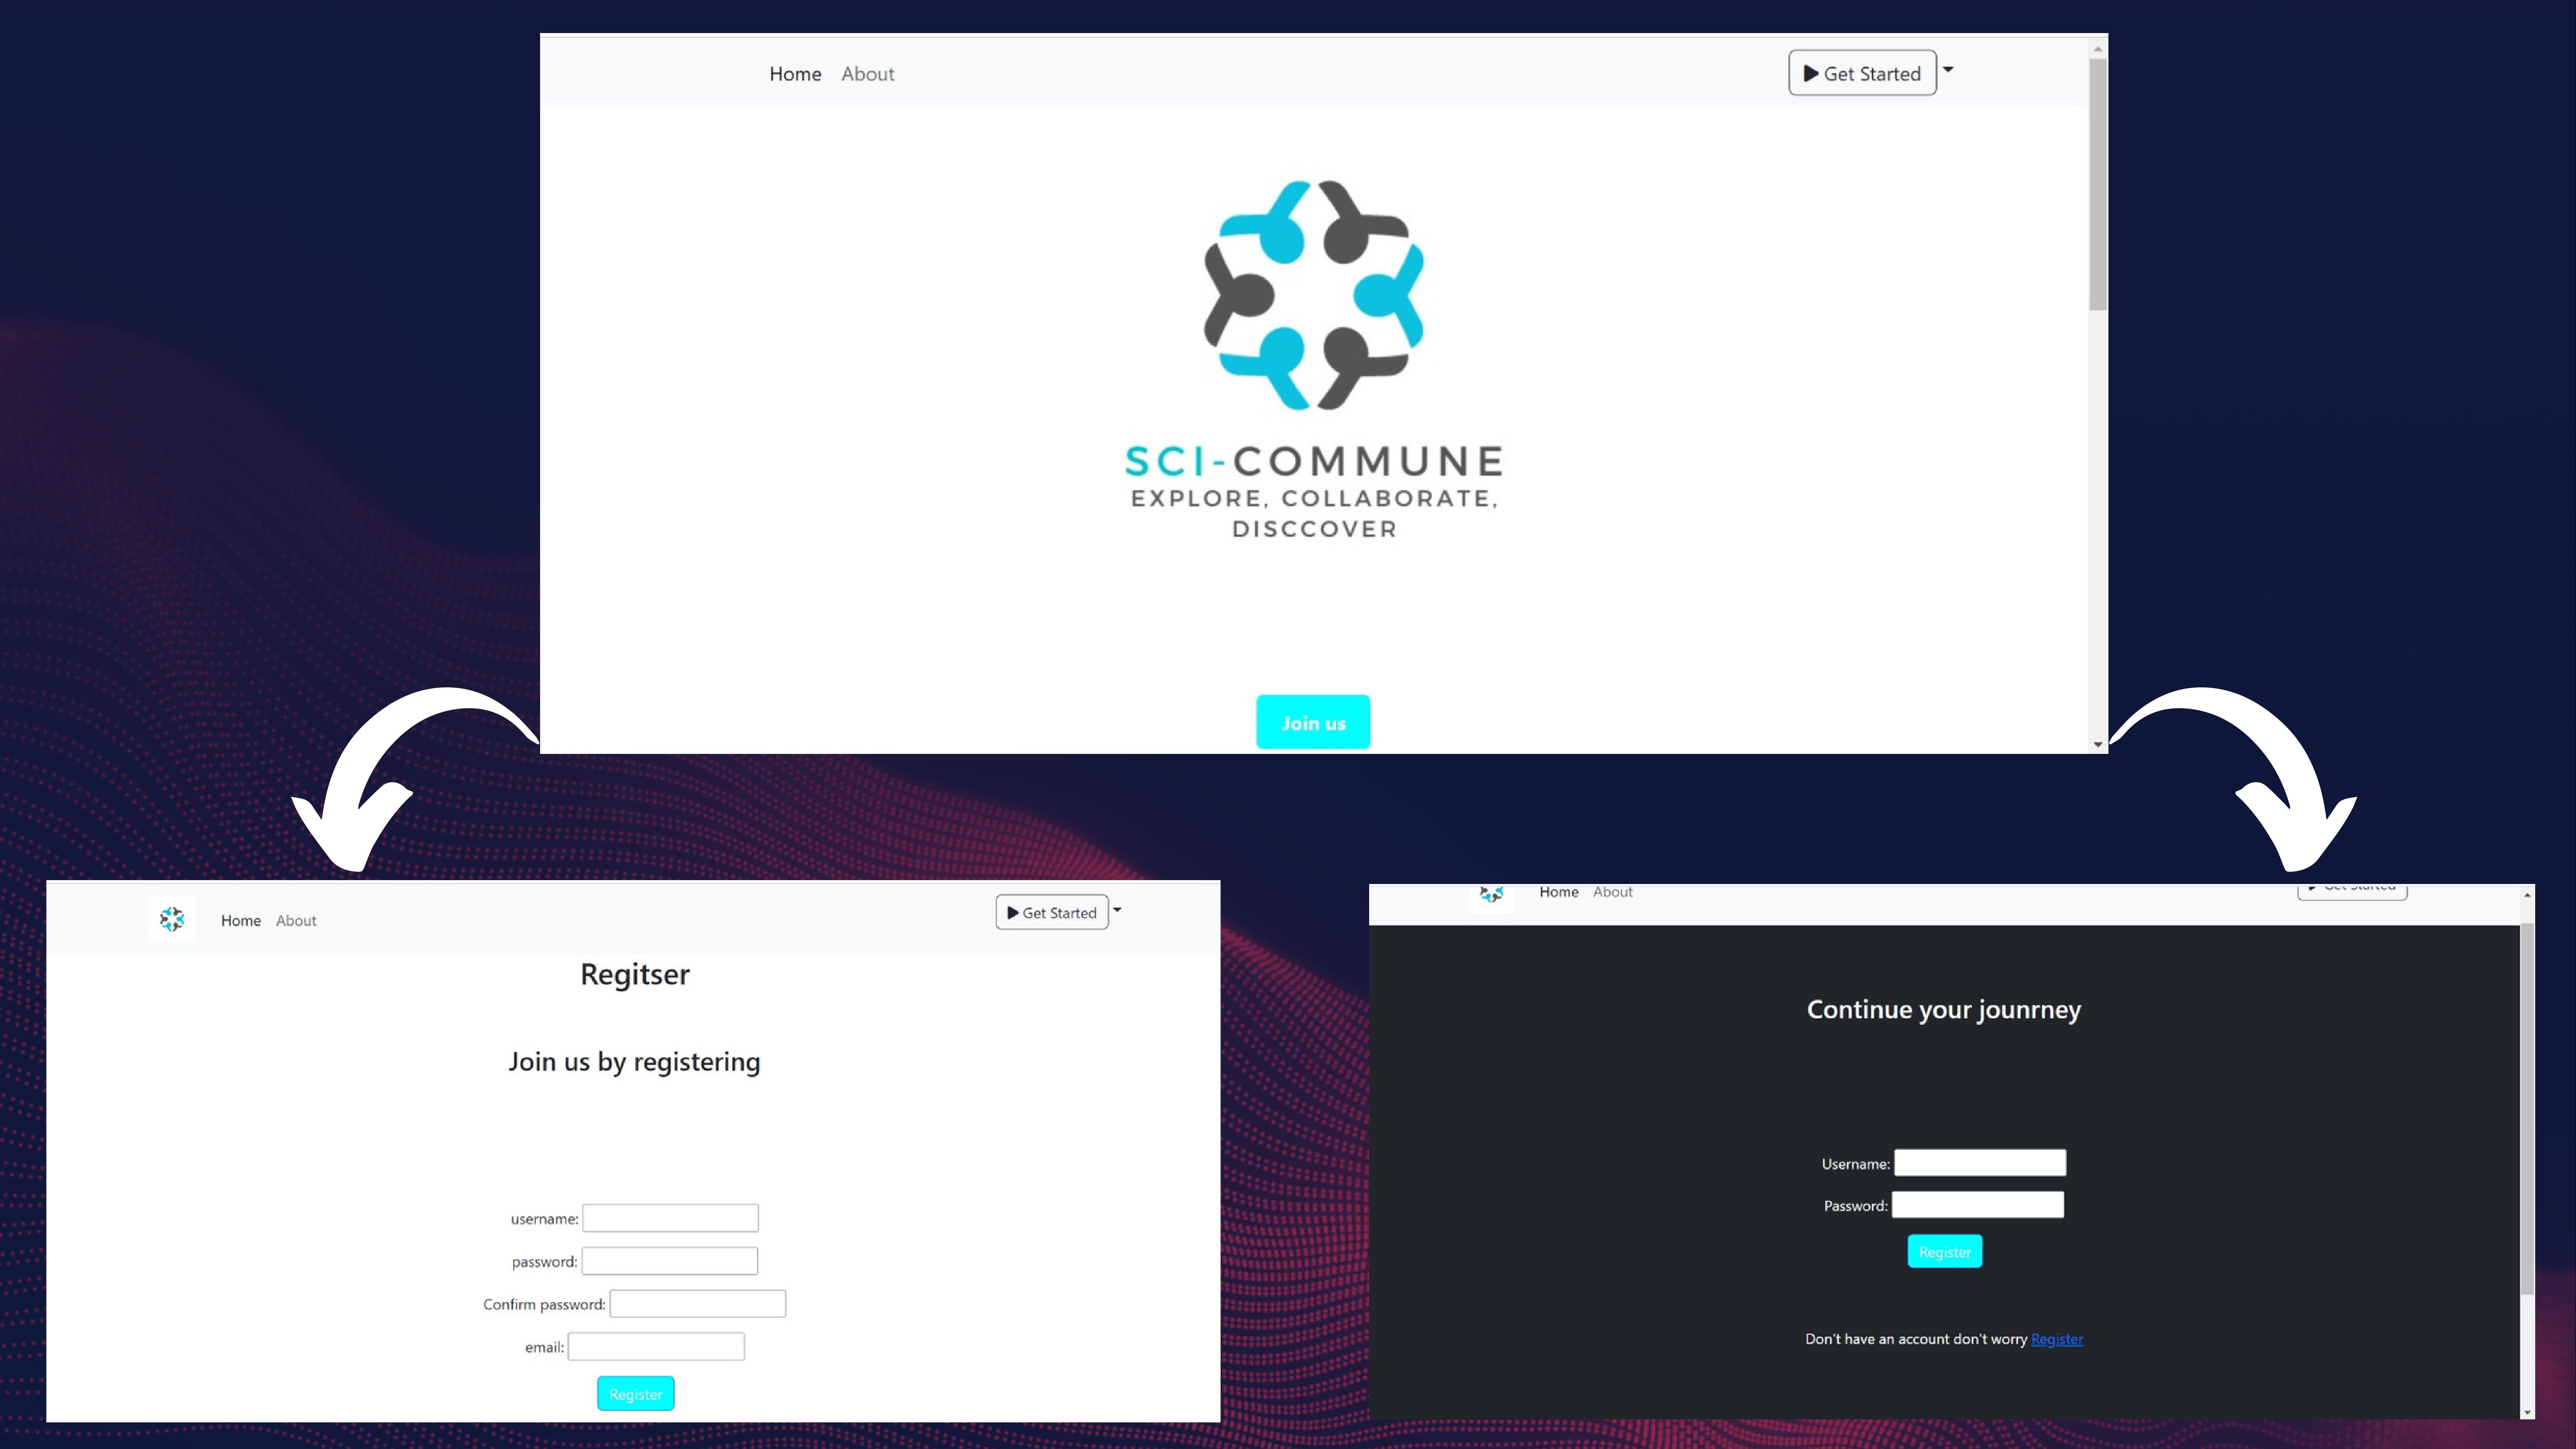 Home About Get Started
SCI-COMMUNE
EXPLORE, COLLABORATE,
DISCCOVER
Join us
Home About Get Started
Regitser
Join us by registering
username:
password:
Confirm password:
email:
Register
Home About Get Started
Continue your jounrney
Username:
Password:
Register
Don't have an account don't worry Register